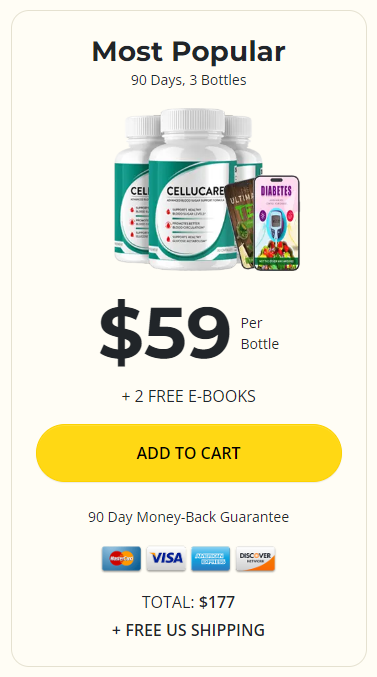 Most Popular
90 Days, 3 Bottles
CELLUCARE
ADVANCED BLOOD SUGAR SUPPORT FORMULA
SUPPORTS HEALTHY
BLOOD SUGAR LEVELS
PROMOTES BETTER
BLOOD CIRCULATION
SUPPORTS HEALTHY
GLUCOSE METABOLISM
DIABETES
$59 Per
Bottle
+ 2 FREE E-BOOKS
ADD TO CART
90 Day Money-Back Guarantee
MasterCard VISA AMERICAN EXPRESS DISCOVER NETWORK
TOTAL: $177
+ FREE US SHIPPING